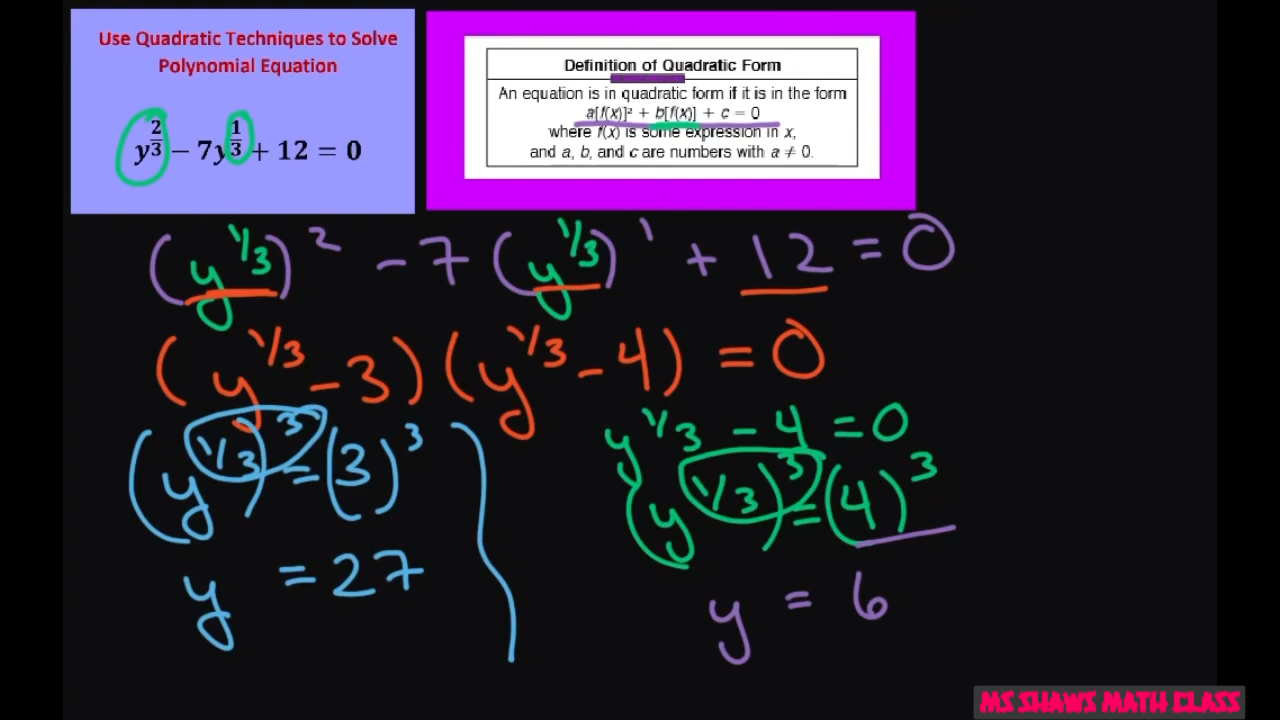 Use Quadratic Techniques to Solve
Polynomial Equation
y^(2/3) − 7y^(1/3) + 12 = 0
Definition of Quadratic Form
An equation is in quadratic form if it is in the form
a[f(x)]² + b[f(x)] + c = 0
where f(x) is some expression in x,
and a, b, and c are numbers with a ≠ 0.
(y^1/3)^2 − 7(y^1/3)^1 + 12 = 0
(y^1/3 − 3)(y^1/3 − 4) = 0
(y^1/3)^3 = (3)^3
y = 27
y^1/3 − 4 = 0
(y^1/3)^3 = (4)^3
y = 6
MS SHAWS MATH CLASS